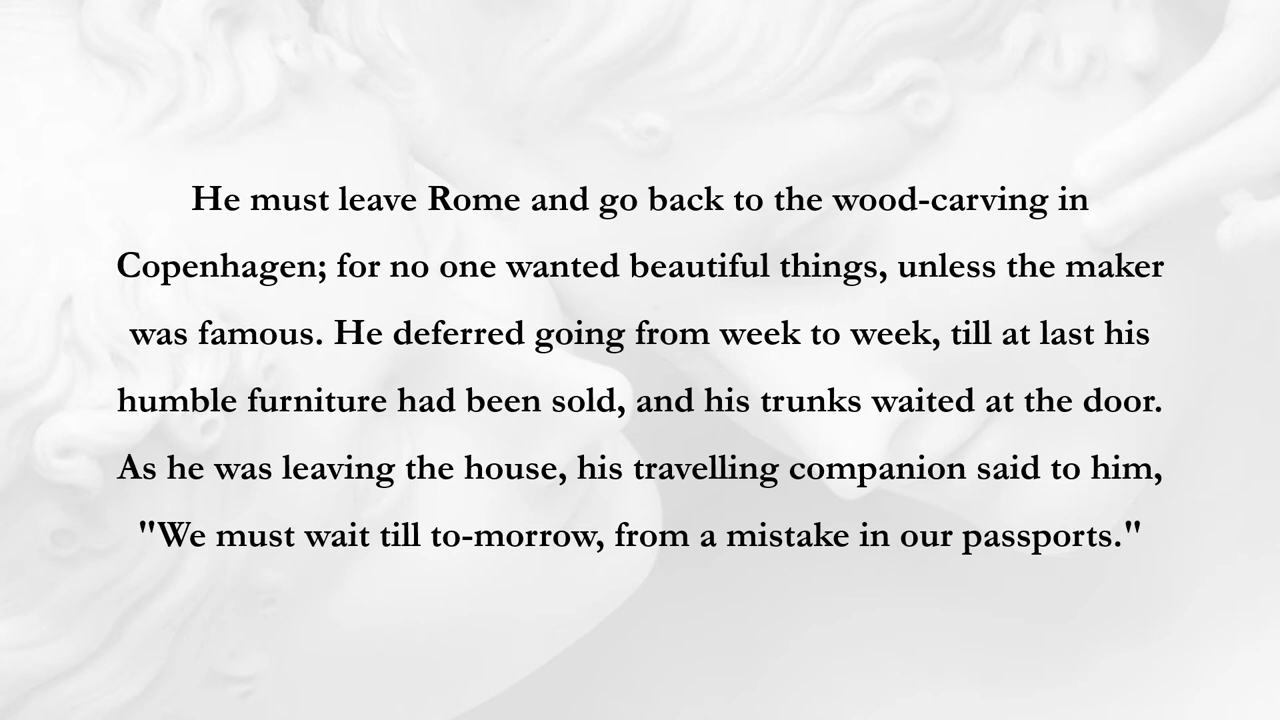 He must leave Rome and go back to the wood-carving in
Copenhagen; for no one wanted beautiful things, unless the maker
was famous. He deferred going from week to week, till at last his
humble furniture had been sold, and his trunks waited at the door.
As he was leaving the house, his travelling companion said to him,
"We must wait till to-morrow, from a mistake in our passports."